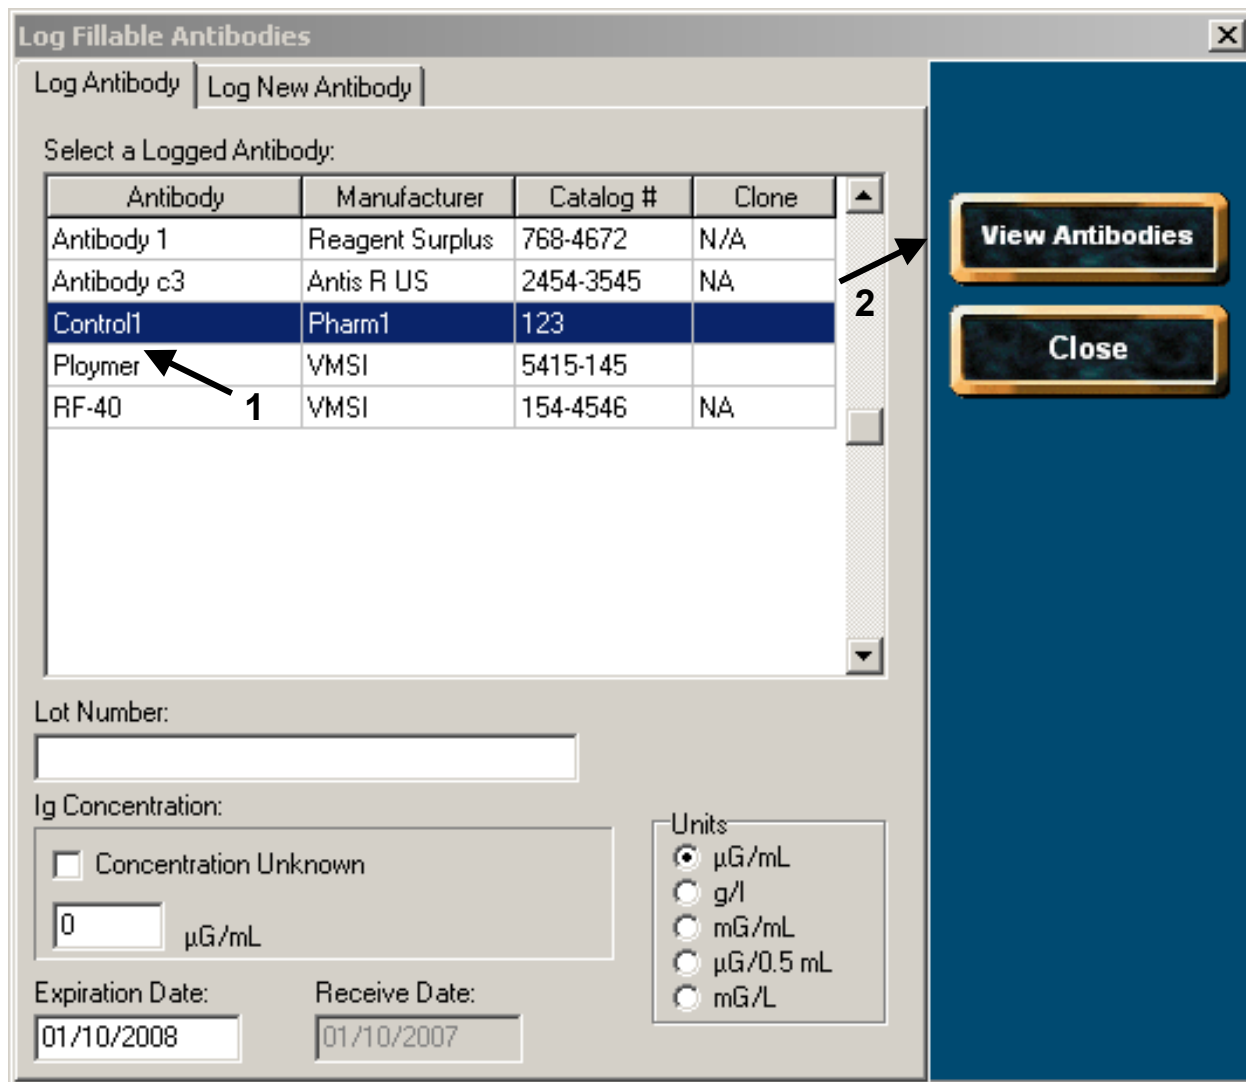 Log Fillable Antibodies
Log Antibody Log New Antibody
Select a Logged Antibody:
Antibody Manufacturer Catalog # Clone
Antibody 1 Reagent Surplus 768-4672 N/A
Antibody c3 Antis R US 2454-3545 NA
Control1 Pharm1 123
Ploymer VMSI 5415-145
RF-40 VMSI 154-4546 NA
1
2
View Antibodies
Close
Lot Number:
Ig Concentration:
Concentration Unknown
0 µG/mL
Units
µG/mL
g/l
mG/mL
µG/0.5 mL
mG/L
Expiration Date: Receive Date:
01/10/2008 01/10/2007